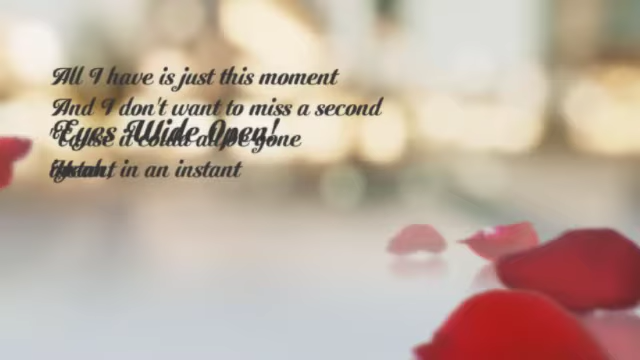 All I have is just this moment
And I don't want to miss a second
Eyes Wide Open!
'Cause it could all be gone
in an instant